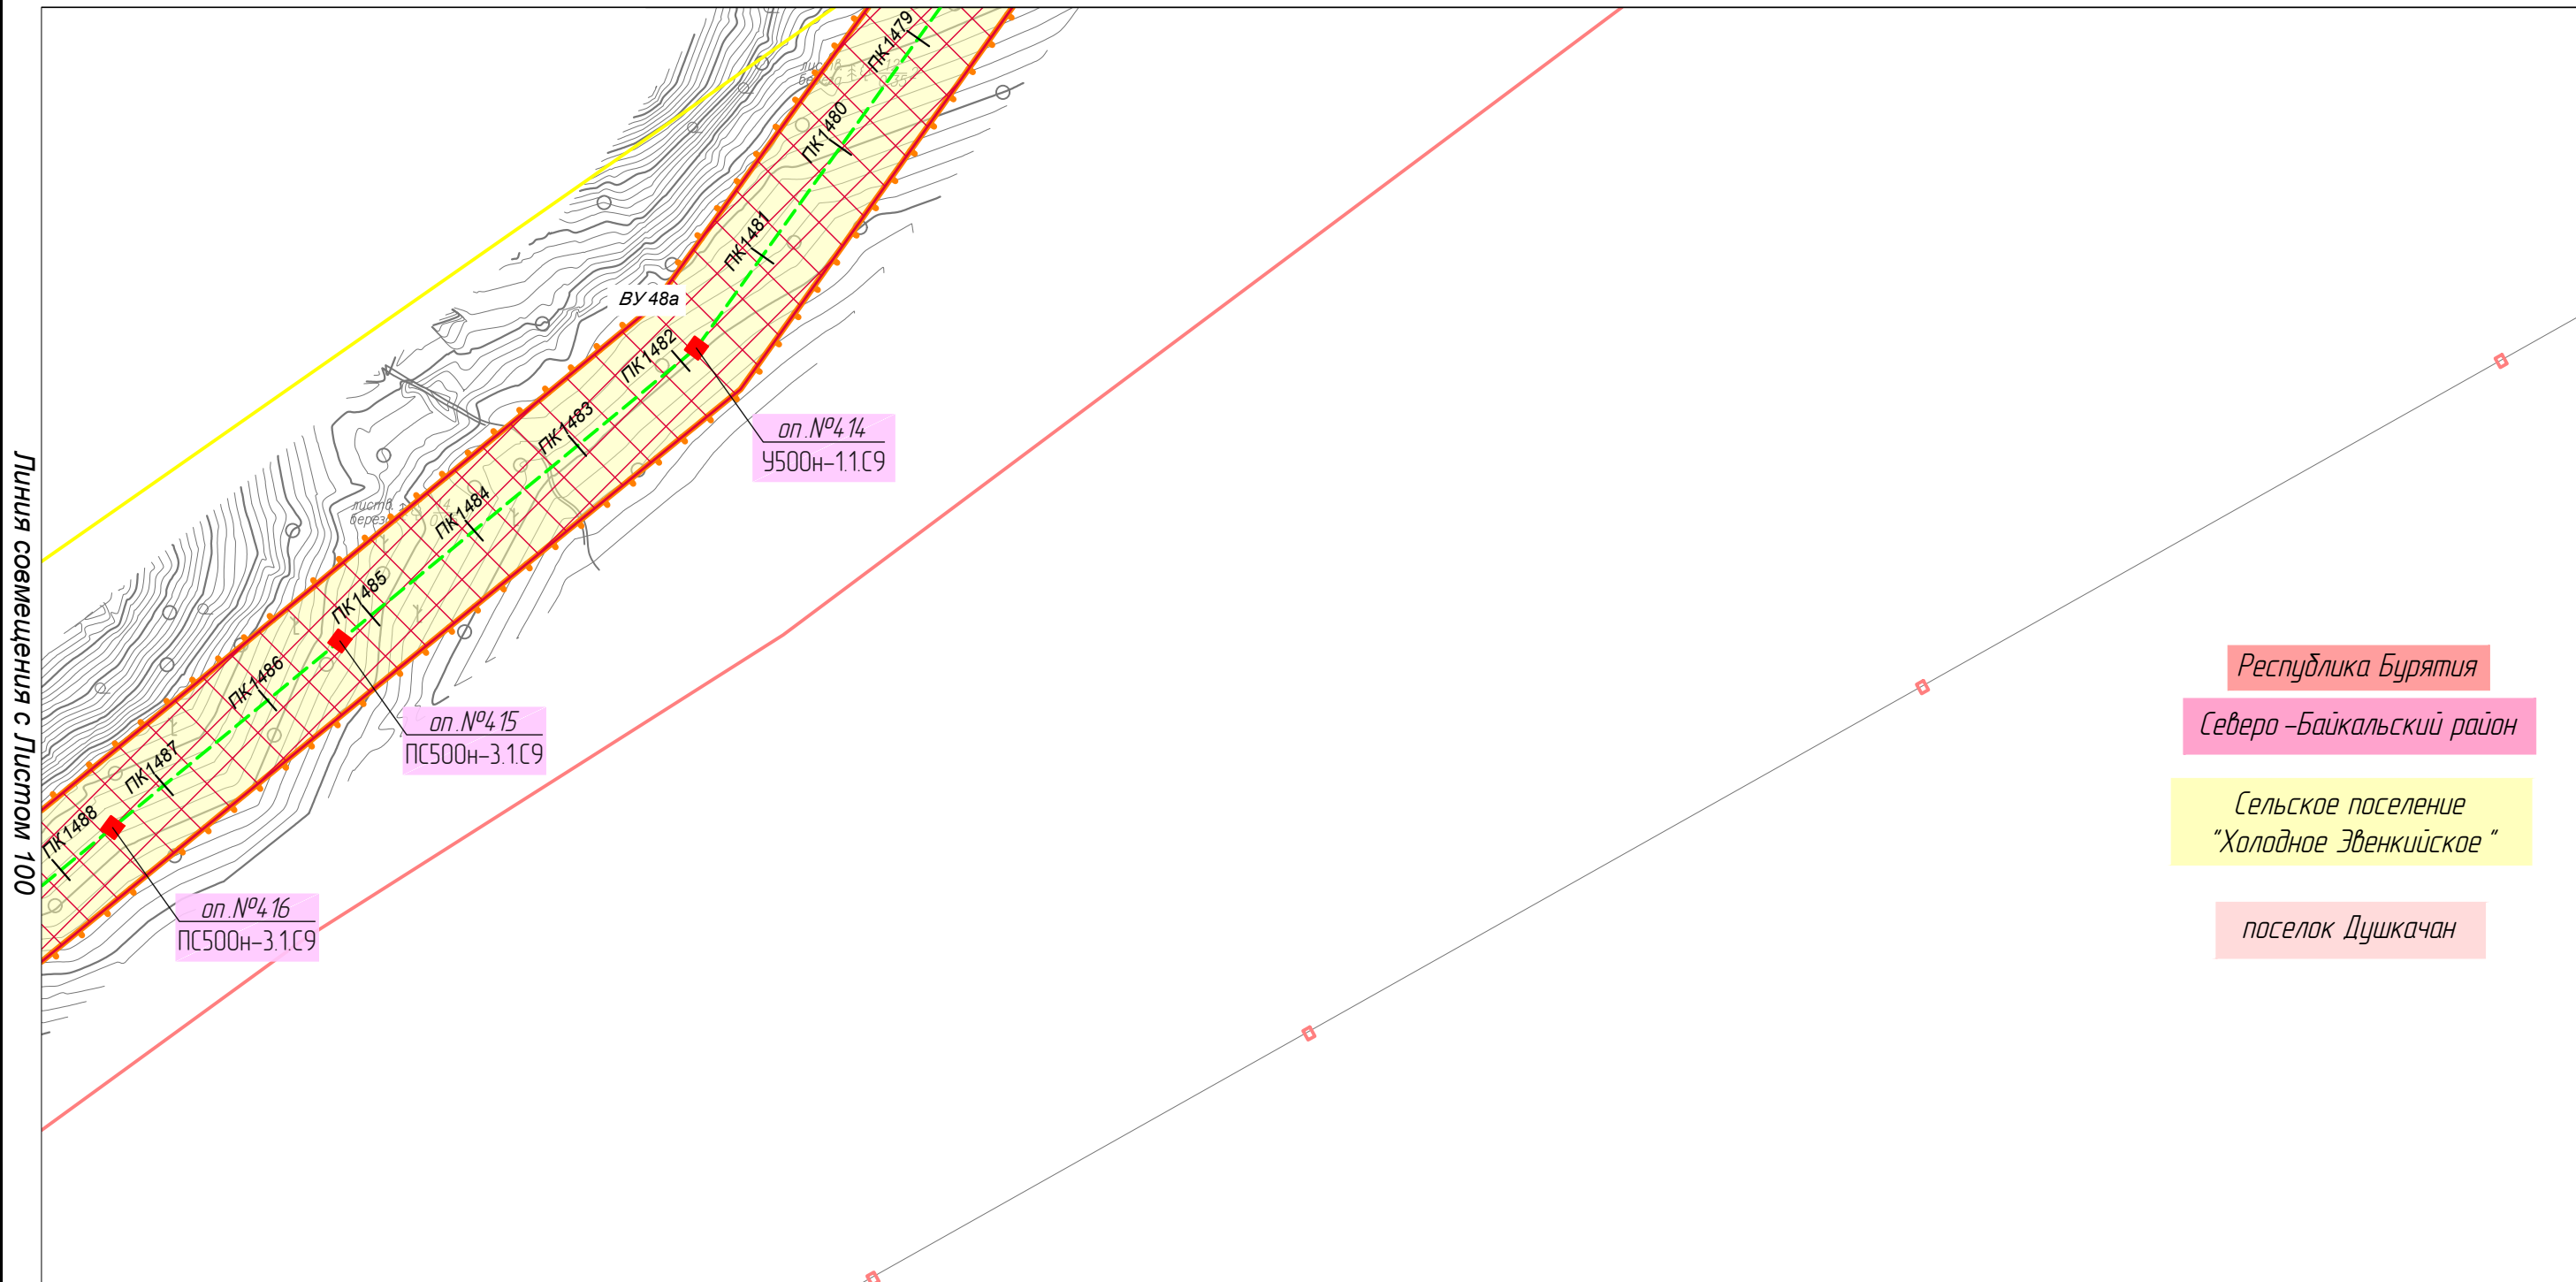 ПК1479
листв.
ПК1480
ПК1481
ВУ 48а
ПК1482
оп.№414
У500н-1.1.С9
ПК1483
ПК1484
листв.
ПК1485
оп.№415
ПС500н-3.1.С9
ПК1486
ПК1487
ПК1488
оп.№416
ПС500н-3.1.С9
Линия совмещения с Листом 100
Республика Бурятия
Северо-Байкальский район
Сельское поселение
"Холодное Эвенкийское"
поселок Душкачан